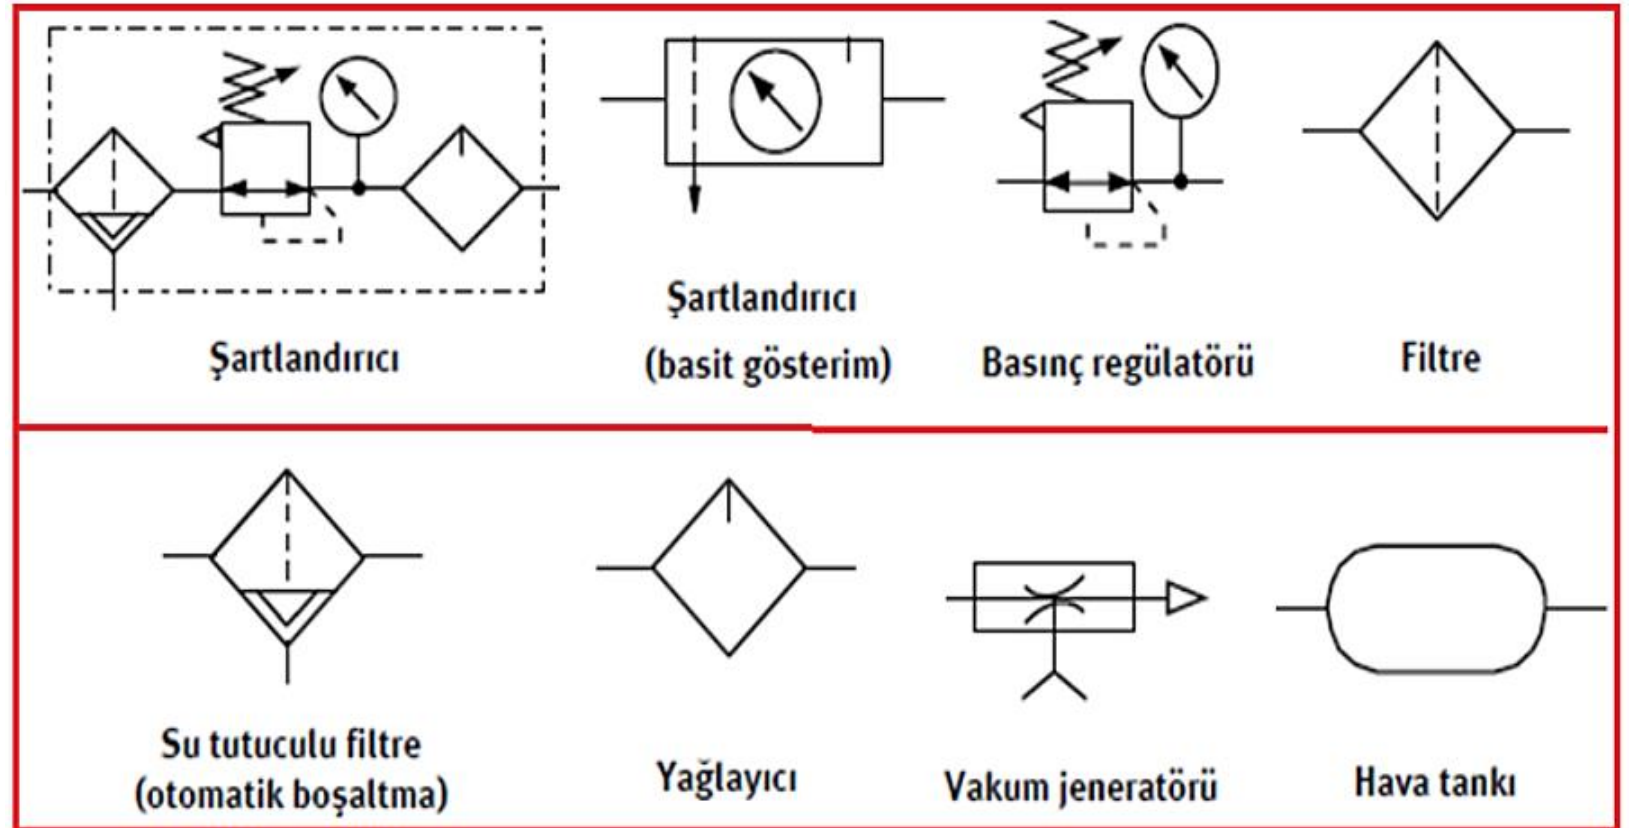 Şartlandırıcı
Şartlandırıcı
(basit gösterim)
Basınç regülatörü
Filtre
Su tutuculu filtre
(otomatik boşaltma)
Yağlayıcı
Vakum jeneratörü
Hava tankı